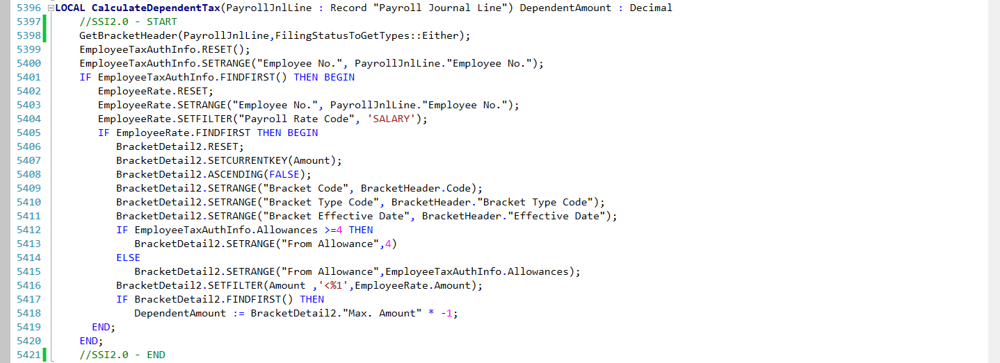 5396 LOCAL CalculateDependentTax(PayrollJnlLine : Record "Payroll Journal Line") DependentAmount : Decimal
5397 //SSI2.0 - START
5398 GetBracketHeader(PayrollJnlLine,FilingStatusToGetTypes::Either);
5399 EmployeeTaxAuthInfo.RESET();
5400 EmployeeTaxAuthInfo.SETRANGE("Employee No.", PayrollJnlLine."Employee No.");
5401 IF EmployeeTaxAuthInfo.FINDFIRST() THEN BEGIN
5402 EmployeeRate.RESET;
5403 EmployeeRate.SETRANGE("Employee No.", PayrollJnlLine."Employee No.");
5404 EmployeeRate.SETFILTER("Payroll Rate Code", 'SALARY');
5405 IF EmployeeRate.FINDFIRST THEN BEGIN
5406 BracketDetail2.RESET;
5407 BracketDetail2.SETCURRENTKEY(Amount);
5408 BracketDetail2.ASCENDING(FALSE);
5409 BracketDetail2.SETRANGE("Bracket Code", BracketHeader.Code);
5410 BracketDetail2.SETRANGE("Bracket Type Code", BracketHeader."Bracket Type Code");
5411 BracketDetail2.SETRANGE("Bracket Effective Date", BracketHeader."Effective Date");
5412 IF EmployeeTaxAuthInfo.Allowances >=4 THEN
5413 BracketDetail2.SETRANGE("From Allowance",4)
5414 ELSE
5415 BracketDetail2.SETRANGE("From Allowance",EmployeeTaxAuthInfo.Allowances);
5416 BracketDetail2.SETFILTER(Amount ,'<%1',EmployeeRate.Amount);
5417 IF BracketDetail2.FINDFIRST() THEN
5418 DependentAmount := BracketDetail2."Max. Amount" * -1;
5419 END;
5420 END;
5421 //SSI2.0 - END